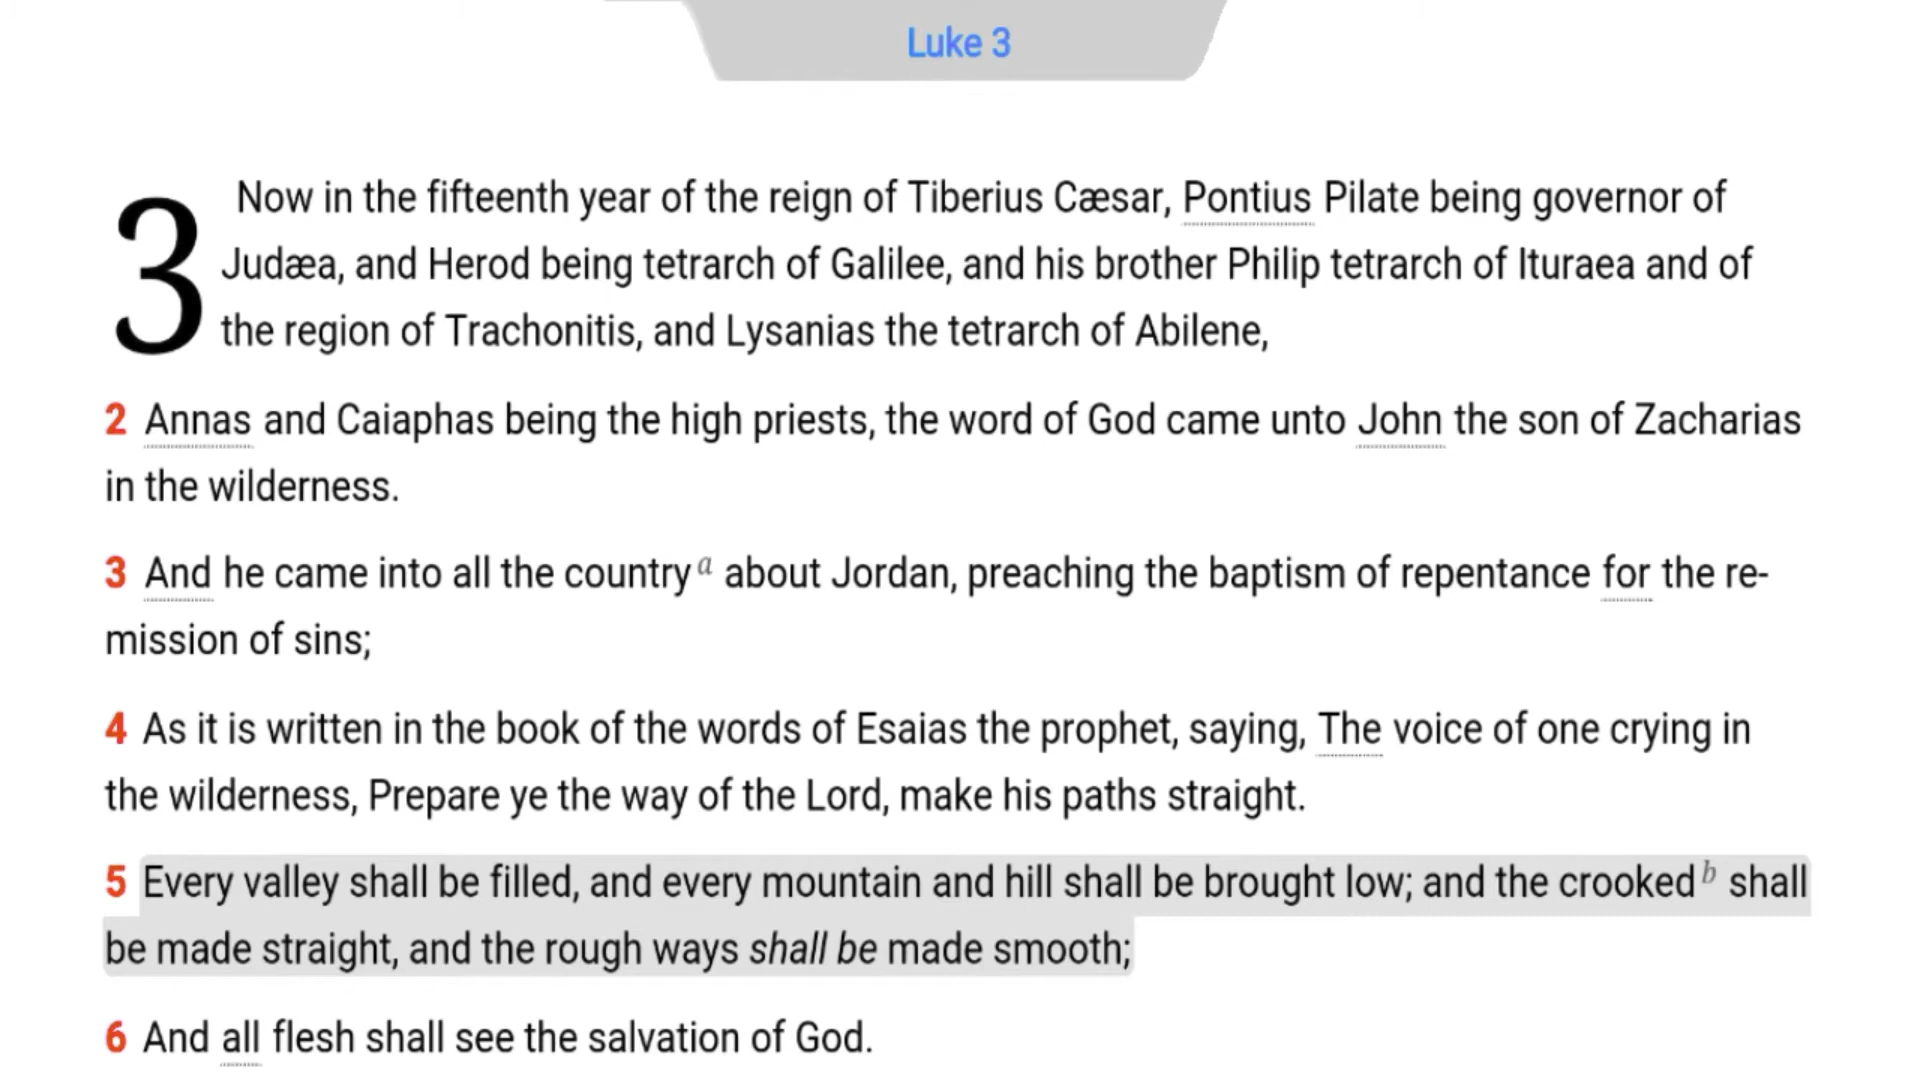 Luke 3
3 Now in the fifteenth year of the reign of Tiberius Cæsar, Pontius Pilate being governor of
Judæa, and Herod being tetrarch of Galilee, and his brother Philip tetrarch of Ituraea and of
the region of Trachonitis, and Lysanias the tetrarch of Abilene,
2 Annas and Caiaphas being the high priests, the word of God came unto John the son of Zacharias
in the wilderness.
3 And he came into all the country a about Jordan, preaching the baptism of repentance for the re-
mission of sins;
4 As it is written in the book of the words of Esaias the prophet, saying, The voice of one crying in
the wilderness, Prepare ye the way of the Lord, make his paths straight.
5 Every valley shall be filled, and every mountain and hill shall be brought low; and the crooked b shall
be made straight, and the rough ways shall be made smooth;
6 And all flesh shall see the salvation of God.